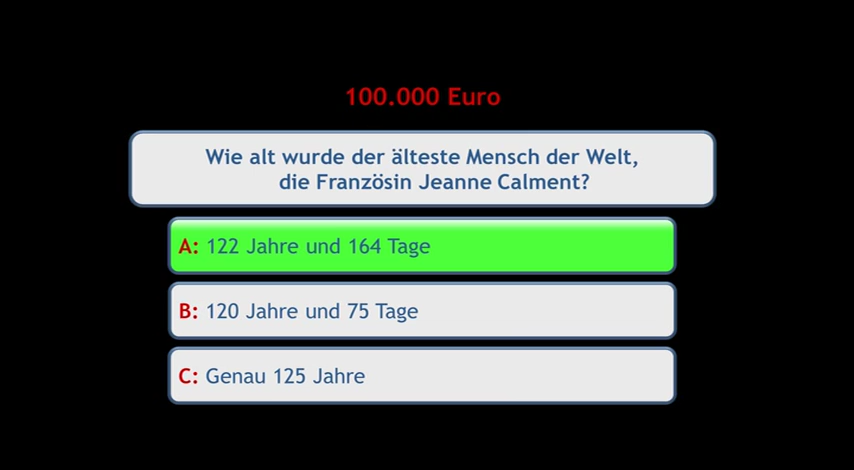 100.000 Euro
Wie alt wurde der älteste Mensch der Welt,
die Französin Jeanne Calment?
A: 122 Jahre und 164 Tage
B: 120 Jahre und 75 Tage
C: Genau 125 Jahre